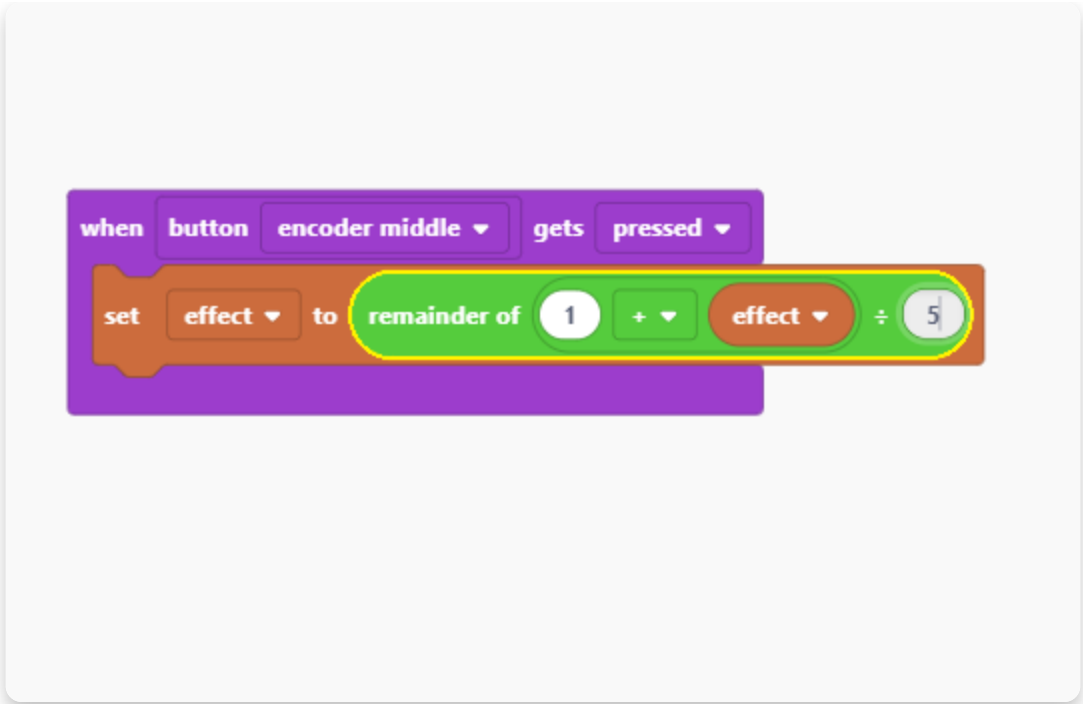 when button encoder middle gets pressed
set effect to remainder of 1 + effect ÷ 5